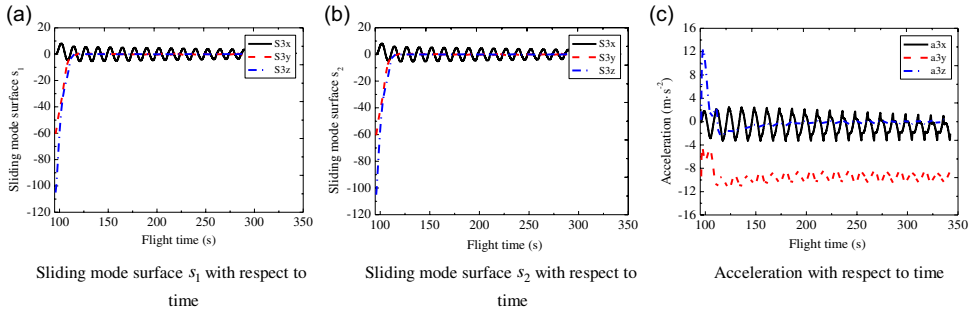 (a)
Sliding mode surface s1
20
0
-20
-40
-60
-80
-100
-120
100
150
200
250
300
350
Flight time (s)
S3x
S3y
S3z
Sliding mode surface s1 with respect to
time
(b)
Sliding mode surface s2
20
0
-20
-40
-60
-80
-100
-120
100
150
200
250
300
350
Flight time (s)
S3x
S3y
S3z
Sliding mode surface s2 with respect to
time
(c)
Acceleration (m·s-2)
16
12
8
4
0
-4
-8
-12
-16
100
150
200
250
300
350
Flight time (s)
a3x
a3y
a3z
Acceleration with respect to time